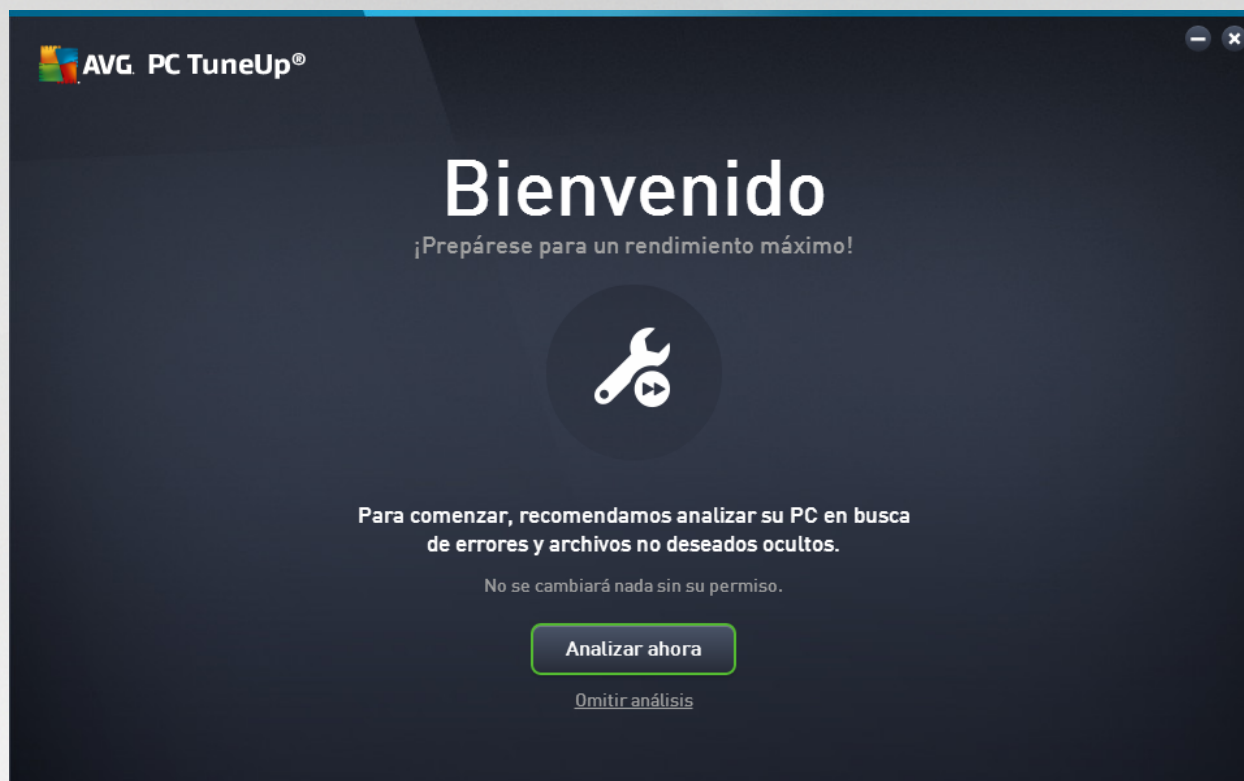 AVG. PC TuneUp®
Bienvenido
¡Prepárese para un rendimiento máximo!
Para comenzar, recomendamos analizar su PC en busca
de errores y archivos no deseados ocultos.
No se cambiará nada sin su permiso.
Analizar ahora
Omitir análisis